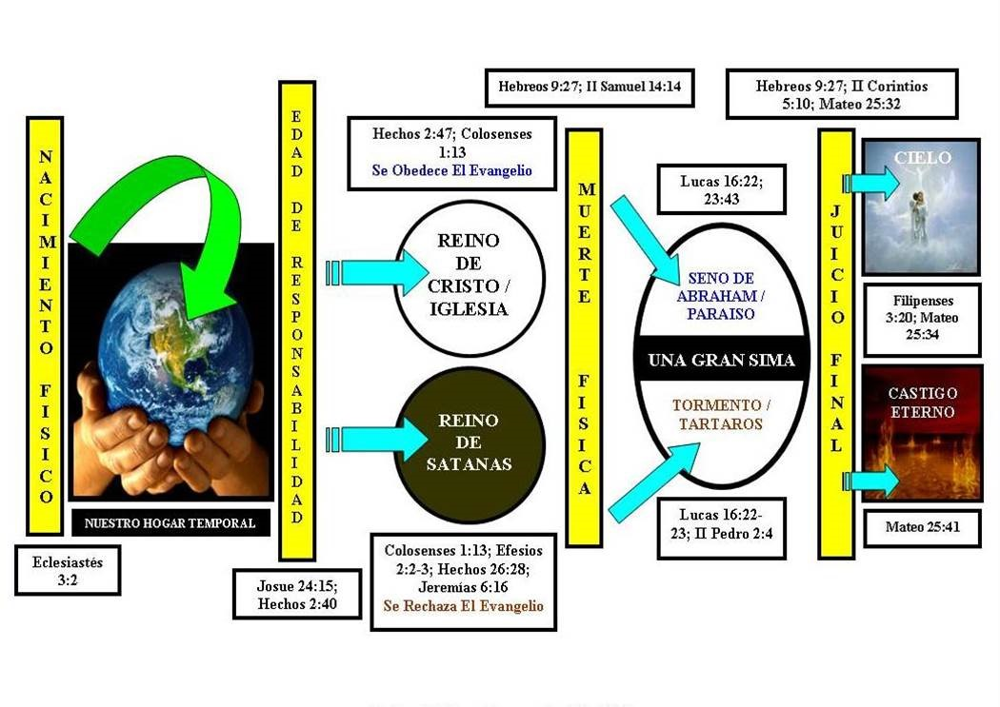 NACIMIENTO FISICO
NUESTRO HOGAR TEMPORAL
Eclesiastés
3:2
EDAD DE RESPONSABILIDAD
Josue 24:15;
Hechos 2:40
Hechos 2:47; Colosenses
1:13
Se Obedece El Evangelio
REINO
DE
CRISTO /
IGLESIA
REINO
DE
SATANAS
Colosenses 1:13; Efesios
2:2-3; Hechos 26:28;
Jeremías 6:16
Se Rechaza El Evangelio
Hebreos 9:27; II Samuel 14:14
MUERTE FISICA
Lucas 16:22;
23:43
SENO DE
ABRAHAM /
PARAISO
UNA GRAN SIMA
TORMENTO /
TARTAROS
Lucas 16:22-
23; II Pedro 2:4
Hebreos 9:27; II Corintios
5:10; Mateo 25:32
JUICIO FINAL
CIELO
Filipenses
3:20; Mateo
25:34
CASTIGO
ETERNO
Mateo 25:41